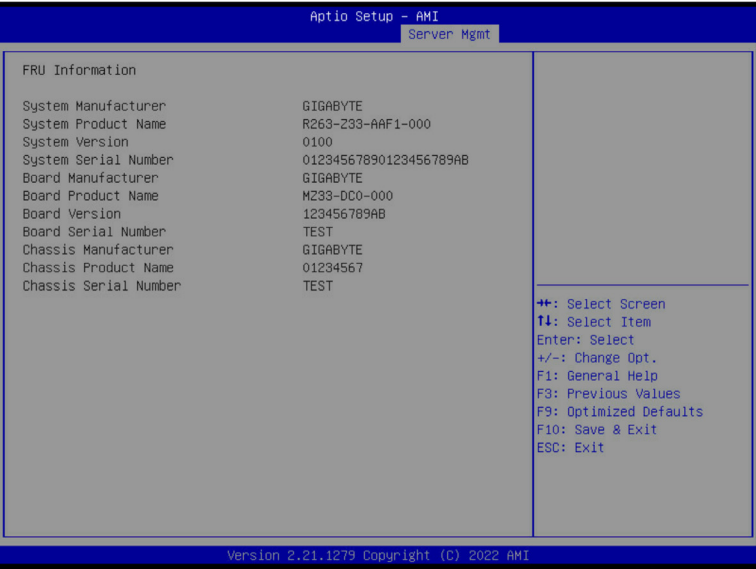 Aptio Setup – AMI
Server Mgmt
FRU Information
System Manufacturer GIGABYTE
System Product Name R263-Z33-AAF1-000
System Version 0100
System Serial Number 01234567890123456789AB
Board Manufacturer GIGABYTE
Board Product Name MZ33-DC0-000
Board Version 123456789AB
Board Serial Number TEST
Chassis Manufacturer GIGABYTE
Chassis Product Name 01234567
Chassis Serial Number TEST
→←: Select Screen
↑↓: Select Item
Enter: Select
+/-: Change Opt.
F1: General Help
F3: Previous Values
F9: Optimized Defaults
F10: Save & Exit
ESC: Exit
Version 2.21.1279 Copyright (C) 2022 AMI